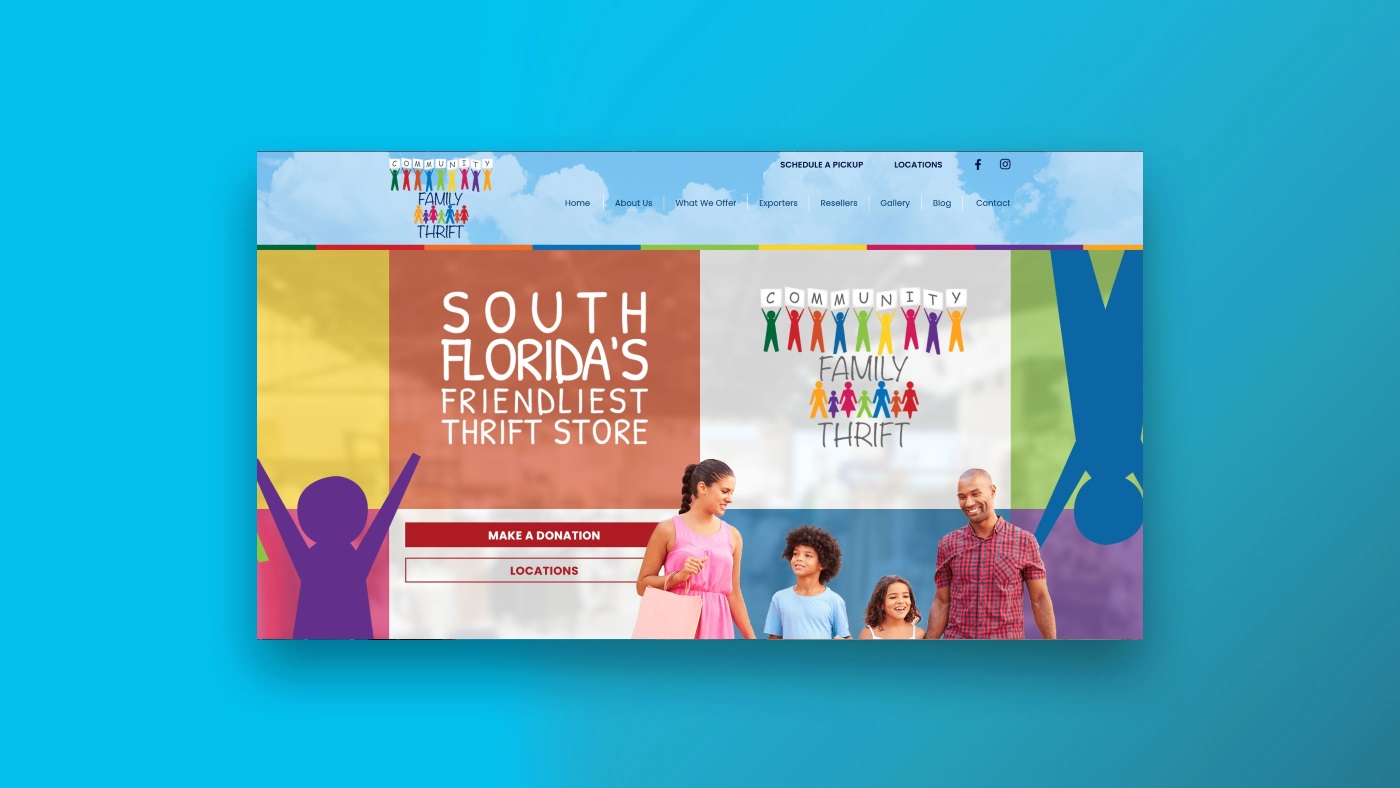 COMMUNITY
FAMILY
THRIFT
SCHEDULE A PICKUP LOCATIONS
Home About Us What We Offer Exporters Resellers Gallery Blog Contact
SOUTH
FLORIDA'S
FRIENDLIEST
THRIFT STORE
COMMUNITY
FAMILY
THRIFT
MAKE A DONATION
LOCATIONS